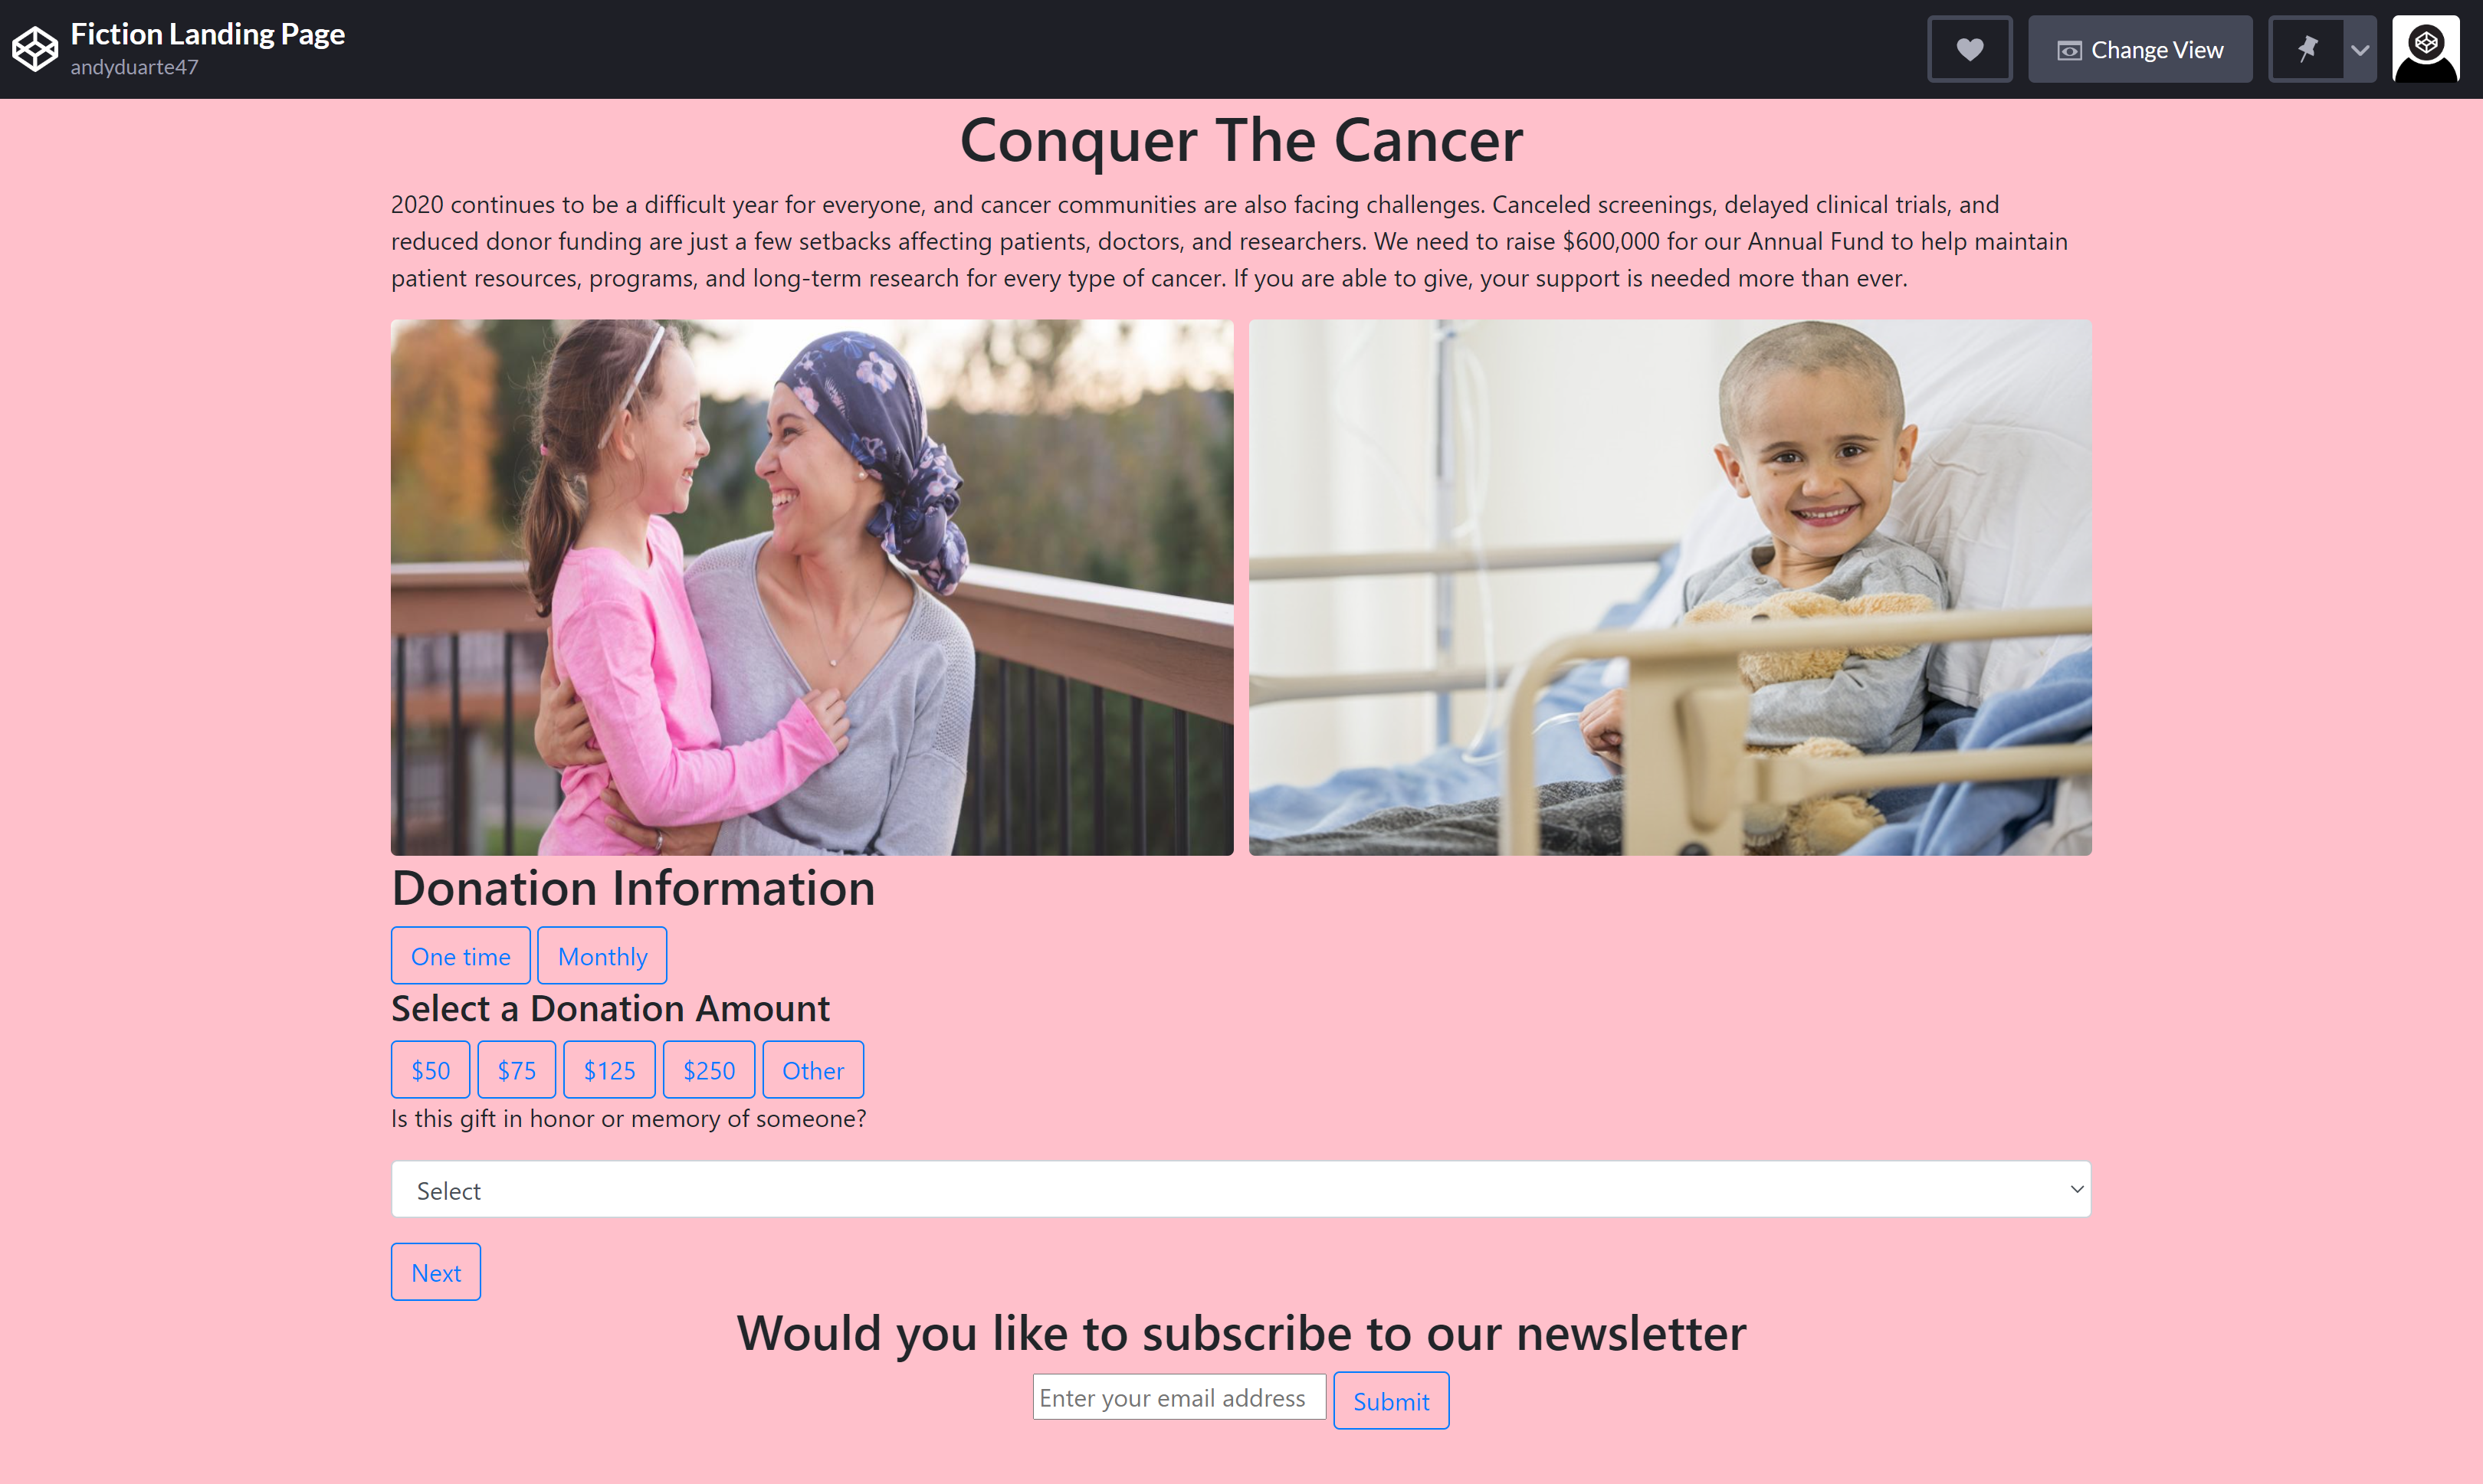 Fiction Landing Page
andyduarte47
Change View
Conquer The Cancer
2020 continues to be a difficult year for everyone, and cancer communities are also facing challenges. Canceled screenings, delayed clinical trials, and
reduced donor funding are just a few setbacks affecting patients, doctors, and researchers. We need to raise $600,000 for our Annual Fund to help maintain
patient resources, programs, and long-term research for every type of cancer. If you are able to give, your support is needed more than ever.
Donation Information
One time Monthly
Select a Donation Amount
$50 $75 $125 $250 Other
Is this gift in honor or memory of someone?
Select
Next
Would you like to subscribe to our newsletter
Enter your email address Submit